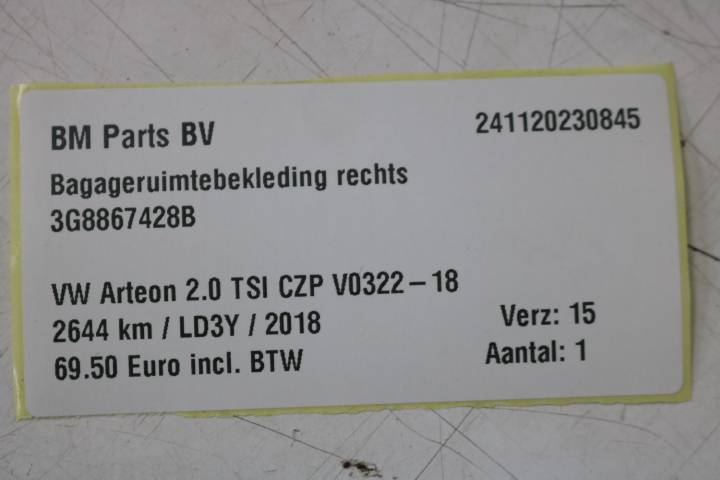 BM Parts BV 241120230845
Bagageruimtebekleding rechts
3G8867428B
VW Arteon 2.0 TSI CZP V0322-18
2644 km / LD3Y / 2018 Verz: 15
69.50 Euro incl. BTW Aantal: 1